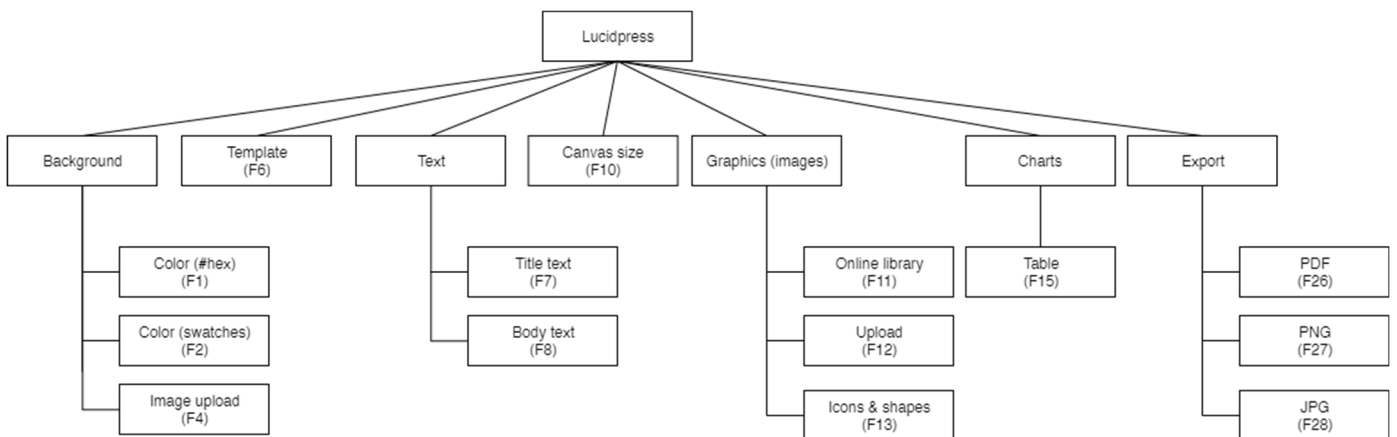 Lucidpress
Background
Template
(F6)
Text
Canvas size
(F10)
Graphics (images)
Charts
Export
Color (#hex)
(F1)
Title text
(F7)
Online library
(F11)
Table
(F15)
PDF
(F26)
Color (swatches)
(F2)
Body text
(F8)
Upload
(F12)
PNG
(F27)
Image upload
(F4)
Icons & shapes
(F13)
JPG
(F28)